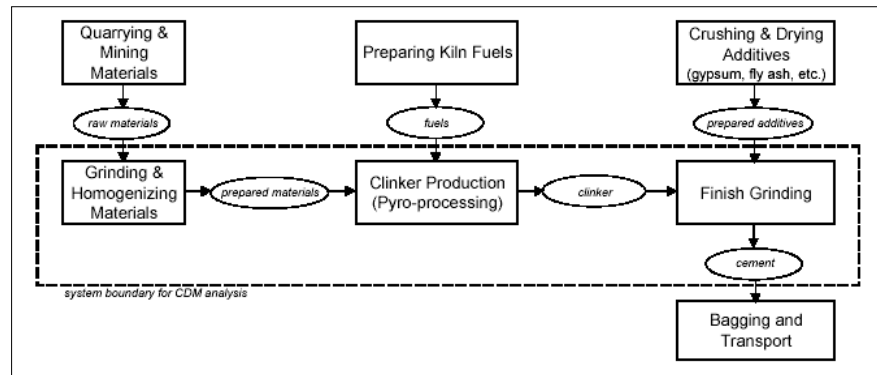 Quarrying &
Mining
Materials
Preparing Kiln Fuels
Crushing & Drying
Additives
(gypsum, fly ash, etc.)
raw materials
fuels
prepared additives
Grinding &
Homogenizing
Materials
prepared materials
Clinker Production
(Pyro-processing)
clinker
Finish Grinding
cement
system boundary for CDM analysis
Bagging and
Transport